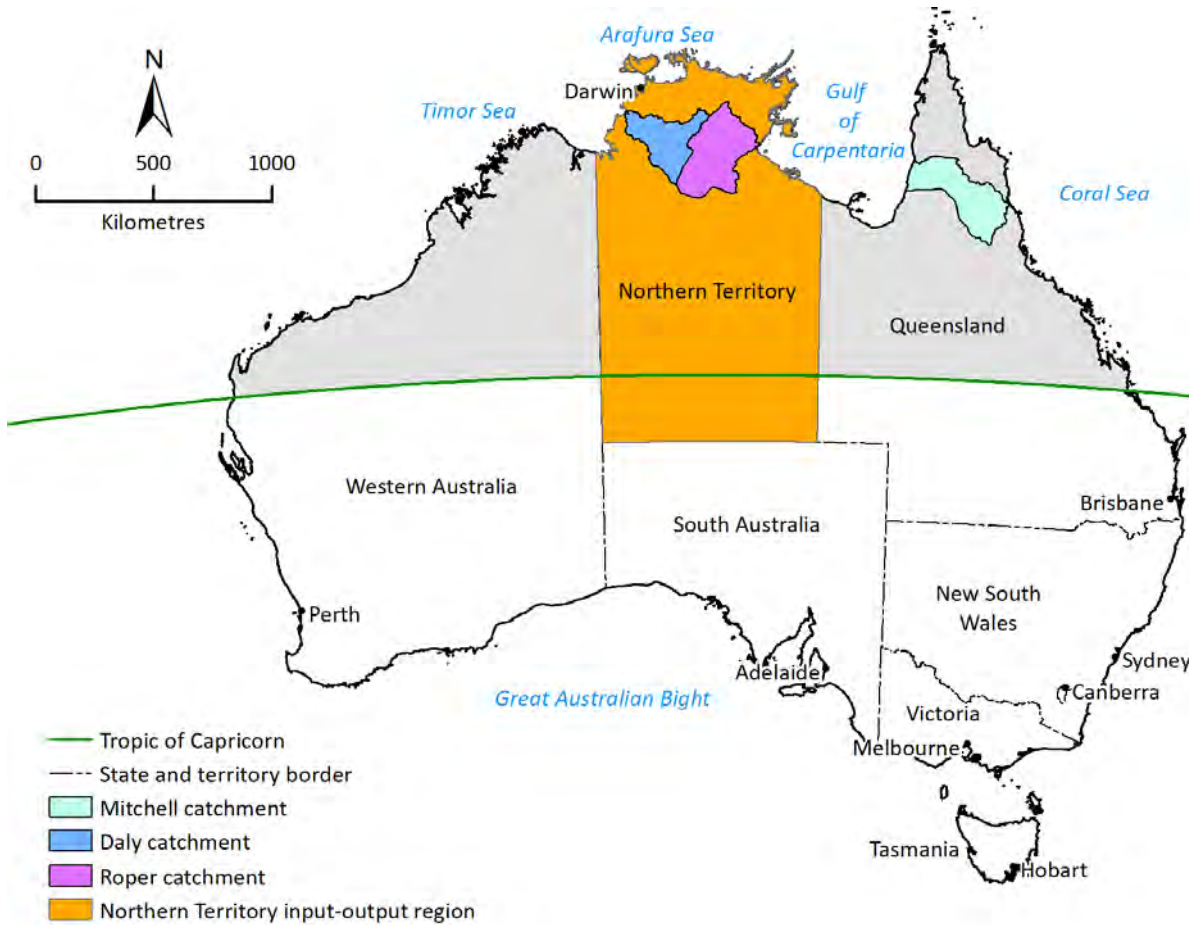 Arafura Sea
N
Darwin
Timor Sea
Gulf
of
Carpentaria
0 500 1000
Kilometres
Coral Sea
Northern Territory
Queensland
Western Australia
South Australia
Brisbane
New South
Wales
Perth
Sydney
Adelaide
Canberra
Great Australian Bight
Victoria
Melbourne
Tasmania
Hobart
Tropic of Capricorn
State and territory border
Mitchell catchment
Daly catchment
Roper catchment
Northern Territory input-output region